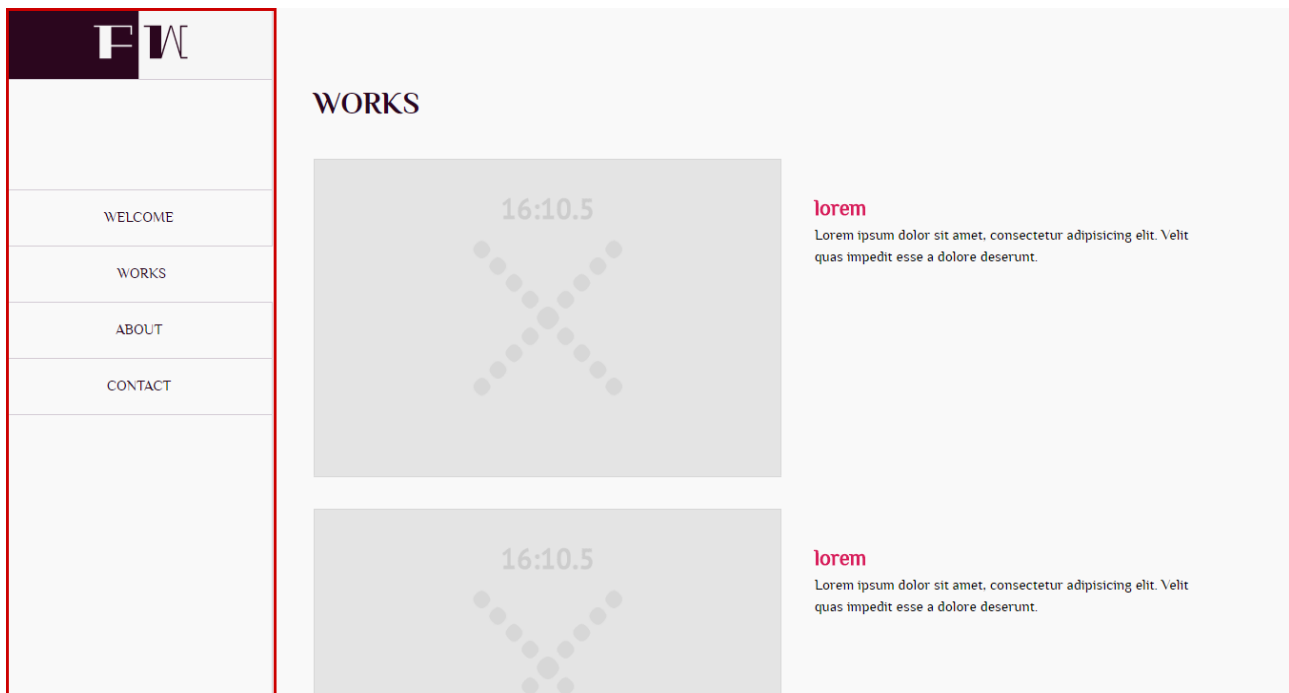 FW
WELCOME
WORKS
ABOUT
CONTACT
WORKS
16:10.5
lorem
Lorem ipsum dolor sit amet, consectetur adipisicing elit. Velit
quas impedit esse a dolore deserunt.
16:10.5
lorem
Lorem ipsum dolor sit amet, consectetur adipisicing elit. Velit
quas impedit esse a dolore deserunt.